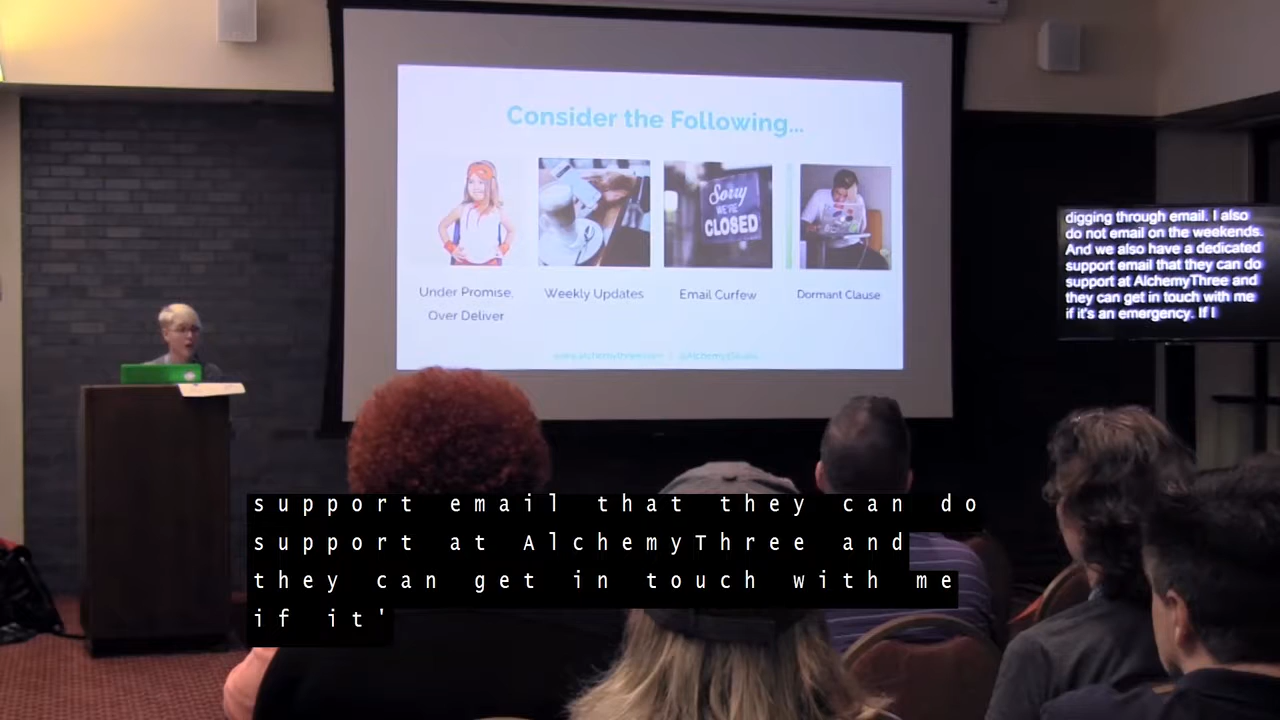 Consider the Following...
Sorry
WE'RE
CLOSED
Under Promise,
Over Deliver
Weekly Updates
Email Curfew
Dormant Clause
digging through email. I also
do not email on the weekends.
And we also have a dedicated
support email that they can do
support at AlchemyThree and
they can get in touch with me
if it's an emergency. If I
support email that they can do
support at AlchemyThree and
they can get in touch with me
if it'